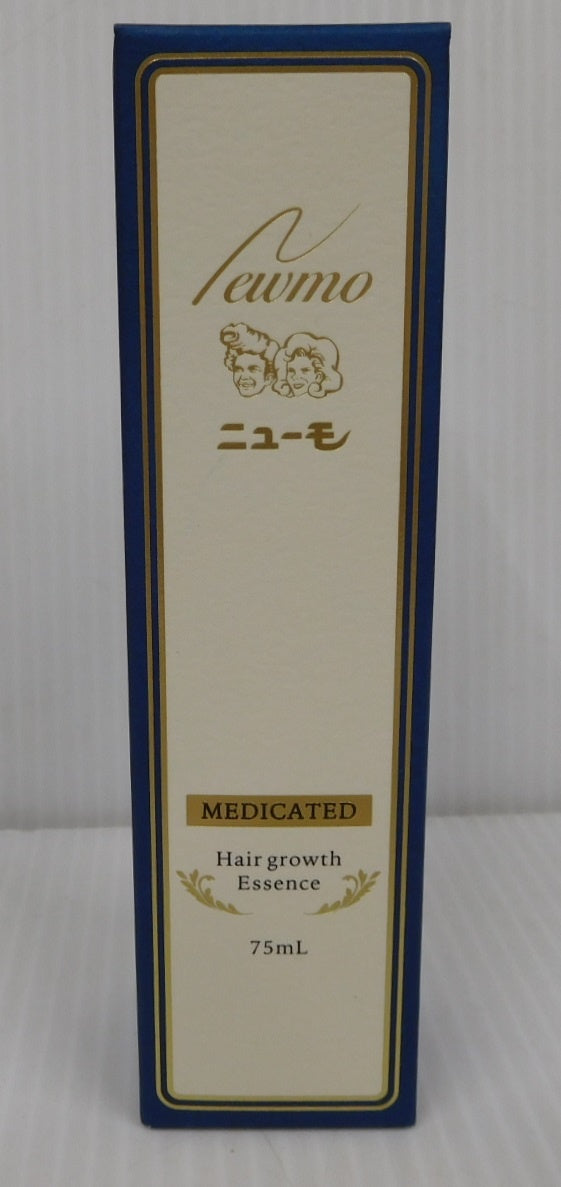 Newmo
ニューモ
MEDICATED
Hair growth
Essence
75mL